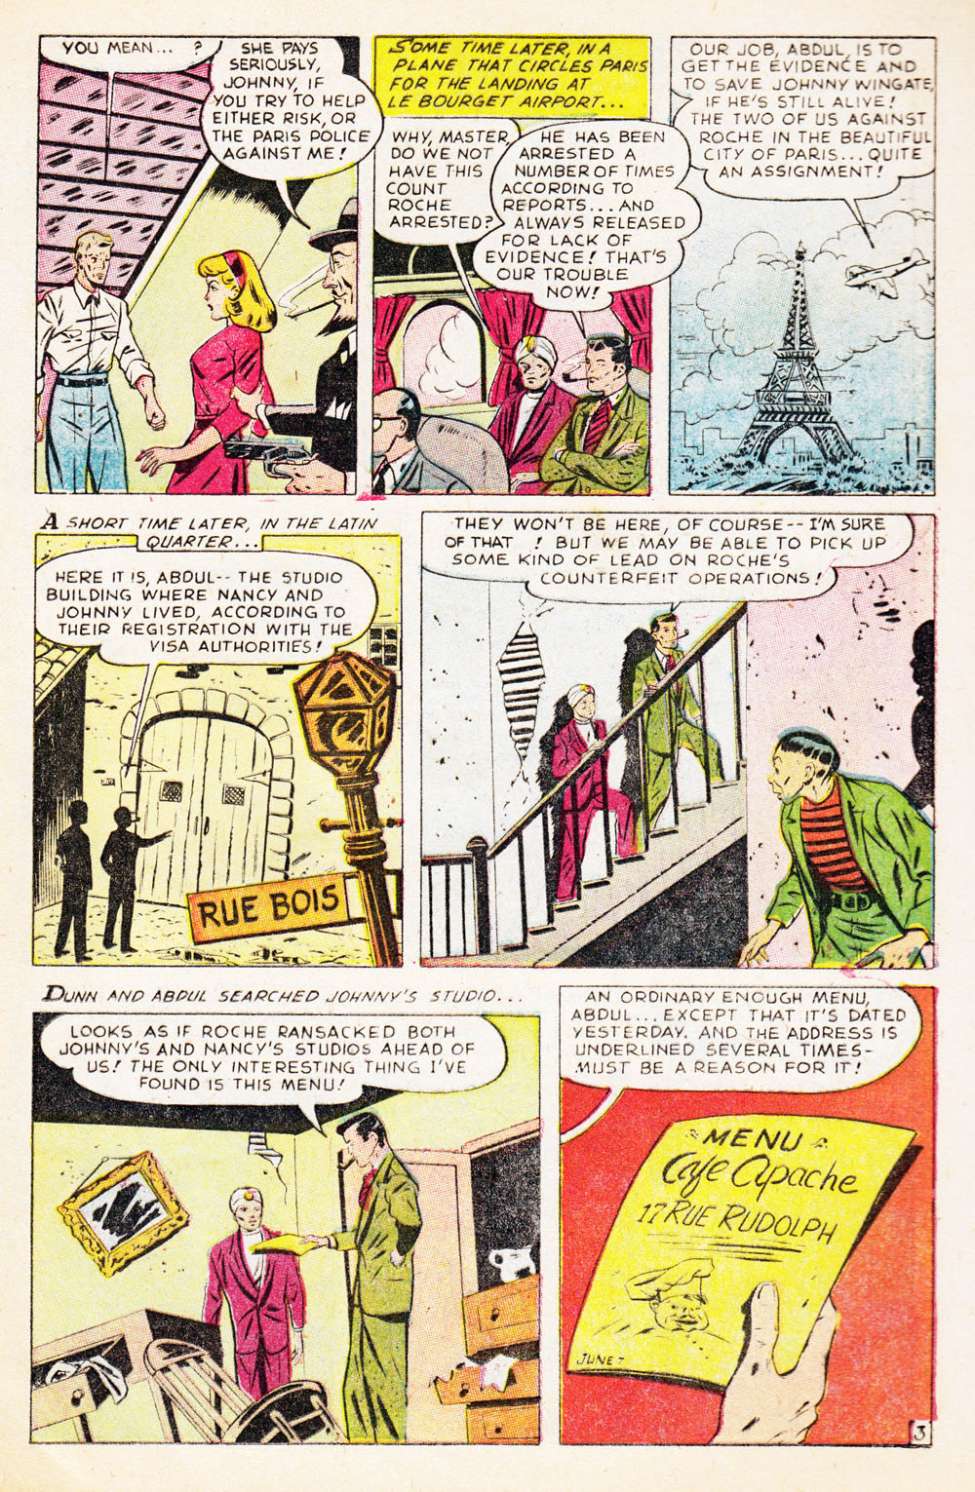 YOU MEAN... ?
SHE PAYS
SERIOUSLY,
JOHNNY, IF
YOU TRY TO HELP
EITHER RISK, OR
THE PARIS POLICE
AGAINST ME!
SOME TIME LATER, IN A
PLANE THAT CIRCLES PARIS
FOR THE LANDING AT
LE BOURGET AIRPORT...
WHY, MASTER,
DO WE NOT
HAVE THIS
COUNT
ROCHE
ARRESTED?
HE HAS BEEN
ARRESTED A
NUMBER OF TIMES
ACCORDING TO
REPORTS... AND
ALWAYS RELEASED
FOR LACK OF
EVIDENCE! THAT'S
OUR TROUBLE
NOW!
OUR JOB, ABDUL, IS TO
GET THE EVIDENCE AND
TO SAVE JOHNNY WINGATE,
IF HE'S STILL ALIVE!
THE TWO OF US AGAINST
ROCHE IN THE BEAUTIFUL
CITY OF PARIS... QUITE
AN ASSIGNMENT!
A SHORT TIME LATER, IN THE LATIN
QUARTER...
HERE IT IS, ABDUL-- THE STUDIO
BUILDING WHERE NANCY AND
JOHNNY LIVED, ACCORDING TO
THEIR REGISTRATION WITH THE
VISA AUTHORITIES!
RUE BOIS
THEY WON'T BE HERE, OF COURSE-- I'M SURE
OF THAT ! BUT WE MAY BE ABLE TO PICK UP
SOME KIND OF LEAD ON ROCHE'S
COUNTERFEIT OPERATIONS!
DUNN AND ABDUL SEARCHED JOHNNY'S STUDIO...
LOOKS AS IF ROCHE RANSACKED BOTH
JOHNNY'S AND NANCY'S STUDIOS AHEAD OF
US! THE ONLY INTERESTING THING I'VE
FOUND IS THIS MENU!
AN ORDINARY ENOUGH MENU,
ABDUL... EXCEPT THAT IT'S DATED
YESTERDAY. AND THE ADDRESS IS
UNDERLINED SEVERAL TIMES-
MUST BE A REASON FOR IT!
MENU
Cafe Apache
17 RUE RUDOLPH
JUNE 7
3